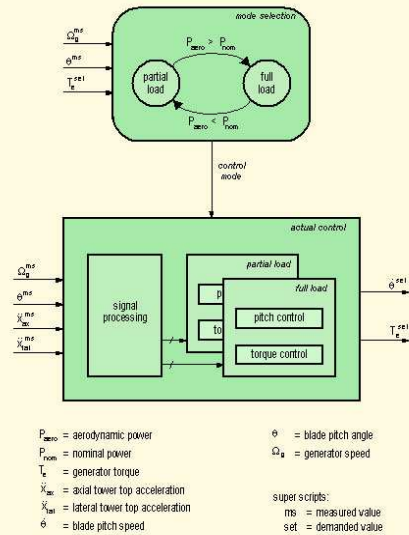 mode selection
Ω_g^ms
θ^ms
T_e^set
P_aero > P_nom
partial load
full load
P_aero < P_nom
control mode
actual control
Ω_g^ms
θ^ms
ẍ_ax^ms
ẍ_lat^ms
signal processing
partial load
p
to
full load
pitch control
torque control
θ̇^set
T_e^set
P_aero = aerodynamic power
P_nom = nominal power
T_e = generator torque
ẍ_ax = axial tower top acceleration
ẍ_lat = lateral tower top acceleration
θ̇ = blade pitch speed
θ = blade pitch angle
Ω_g = generator speed
super scripts:
ms = measured value
set = demanded value